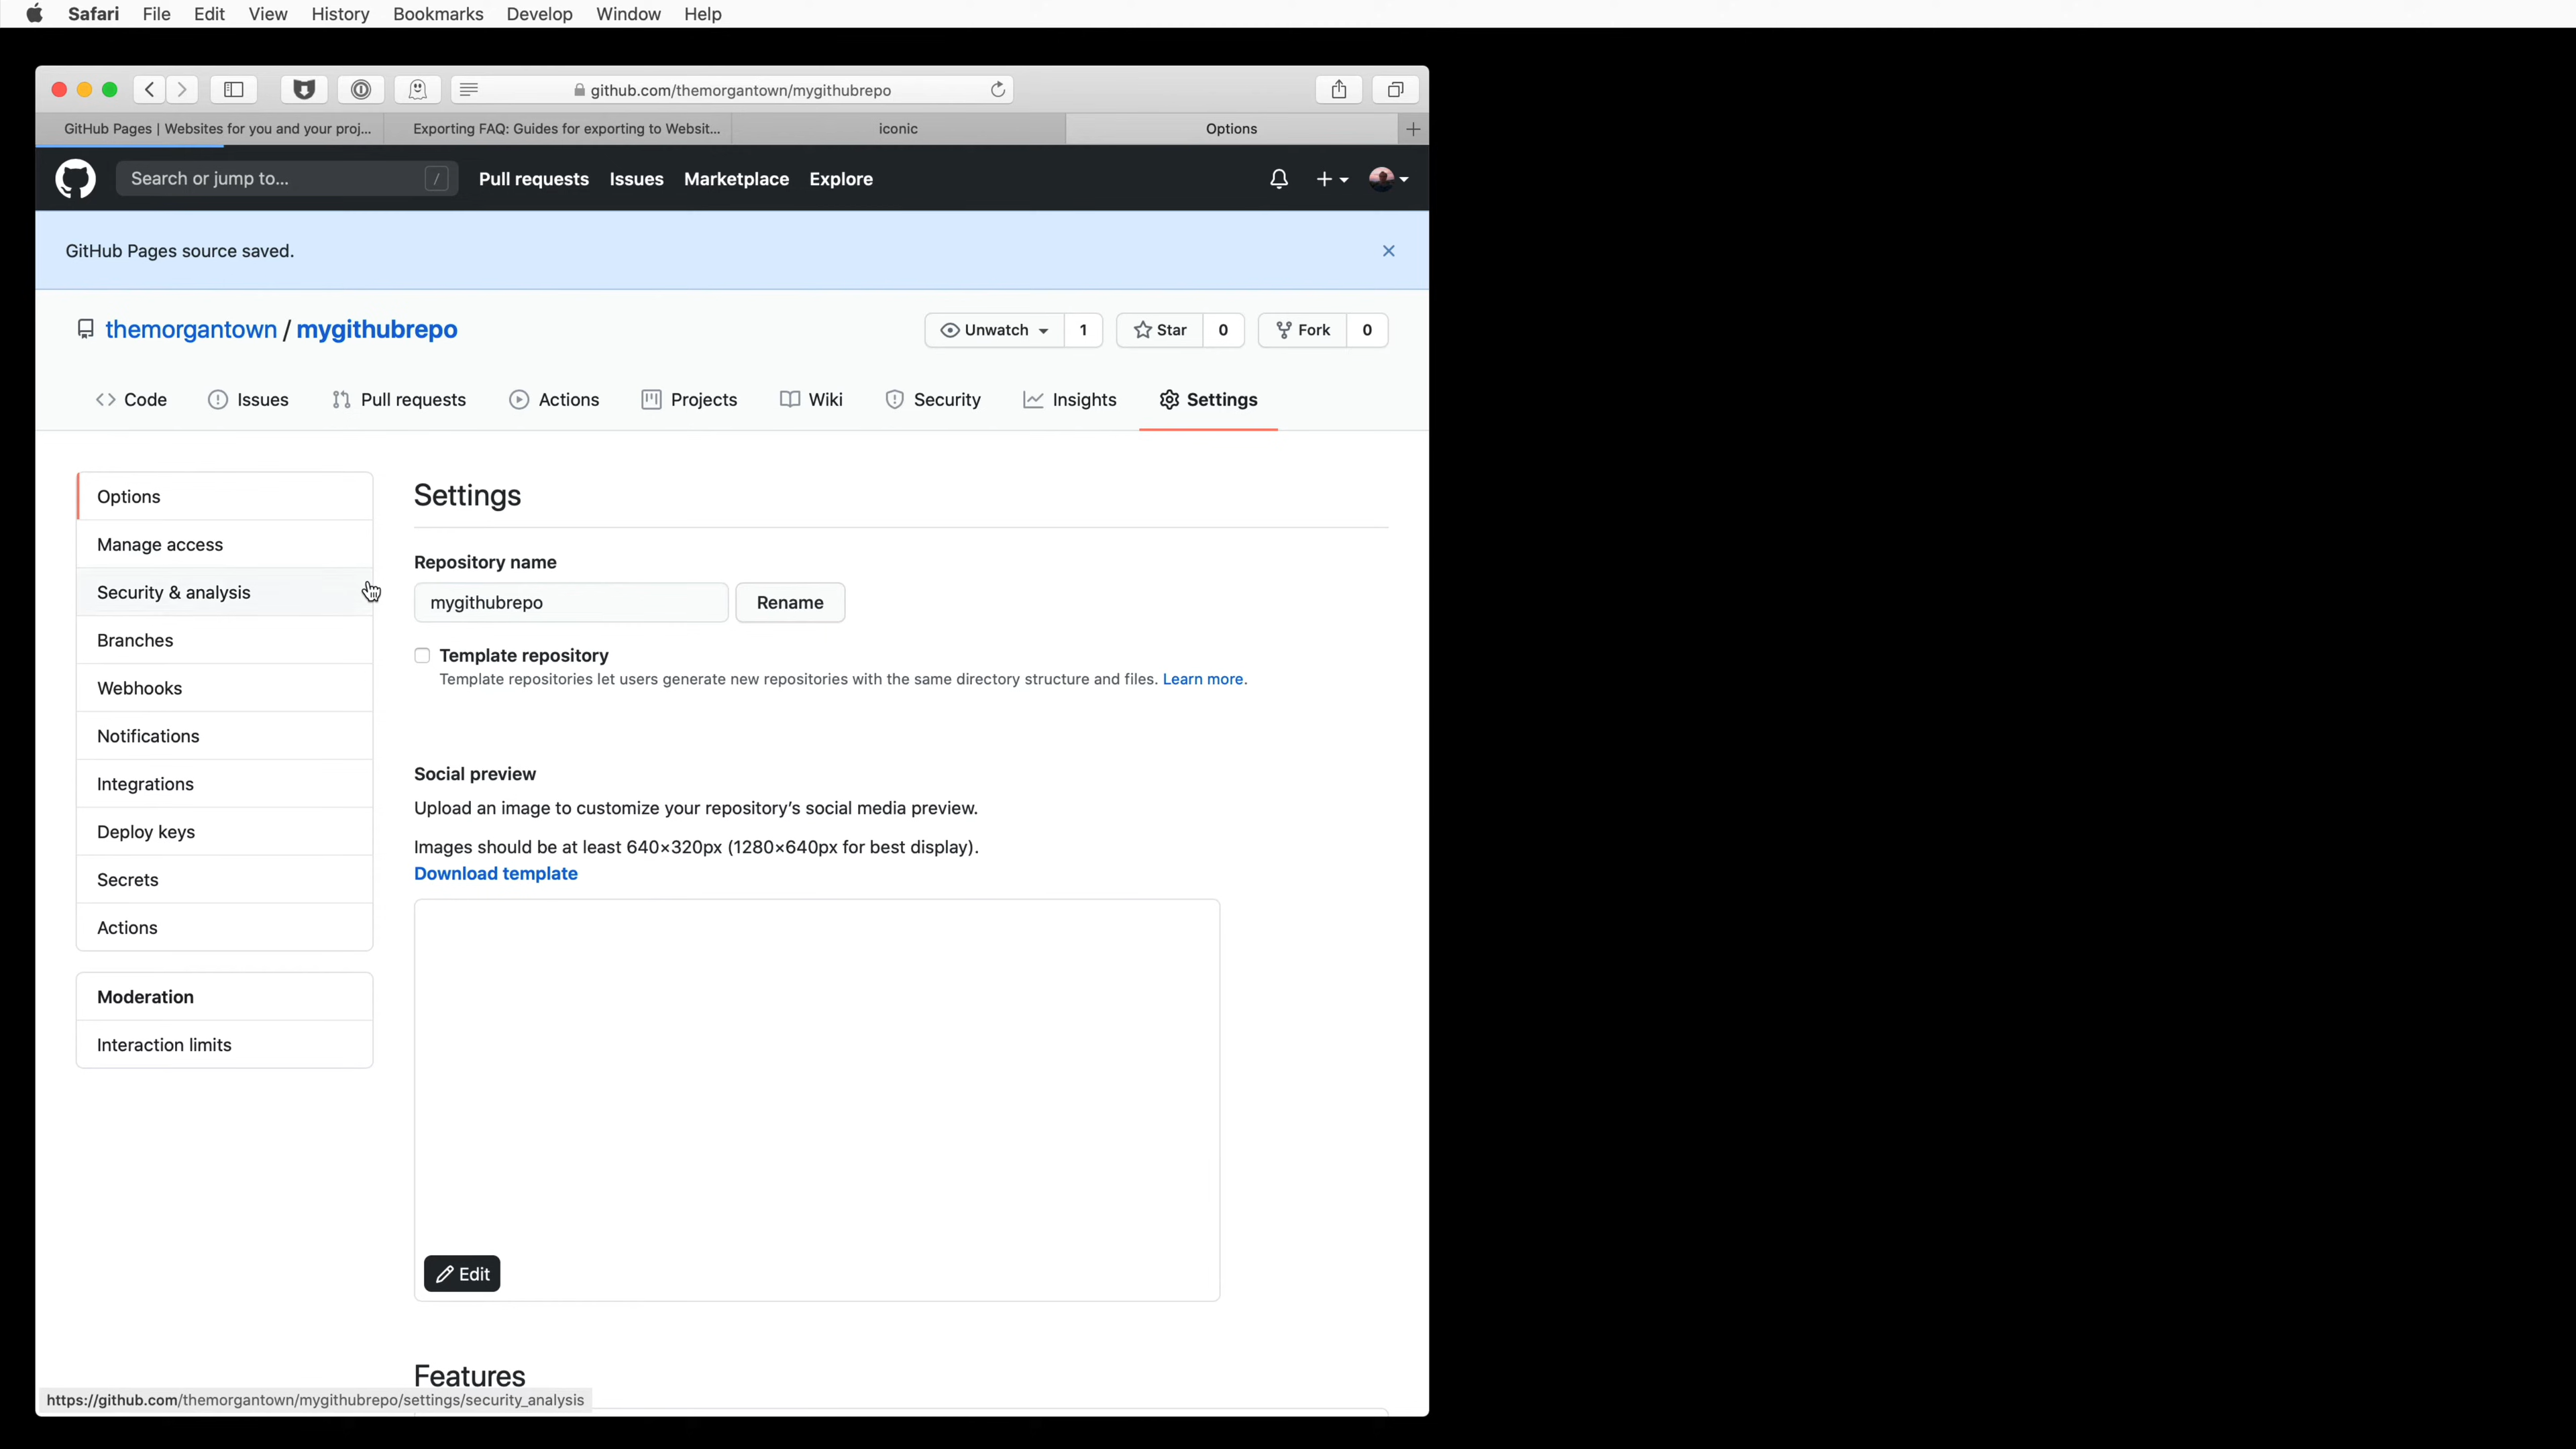 Safari File Edit View History Bookmarks Develop Window Help
github.com/themorgantown/mygithubrepo
GitHub Pages | Websites for you and your proj... Exporting FAQ: Guides for exporting to Websit... iconic Options
Search or jump to... / Pull requests Issues Marketplace Explore
GitHub Pages source saved.
themorgantown / mygithubrepo Unwatch 1 Star 0 Fork 0
Code Issues Pull requests Actions Projects Wiki Security Insights Settings
Options
Manage access
Security & analysis
Branches
Webhooks
Notifications
Integrations
Deploy keys
Secrets
Actions
Moderation
Interaction limits
Settings
Repository name
mygithubrepo Rename
Template repository
Template repositories let users generate new repositories with the same directory structure and files. Learn more.
Social preview
Upload an image to customize your repository’s social media preview.
Images should be at least 640×320px (1280×640px for best display).
Download template
Edit
Features
https://github.com/themorgantown/mygithubrepo/settings/security_analysis